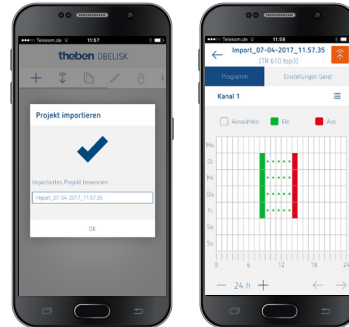 Telekom.de
11:57
theben OBELISK
Projekt importieren
Importiertes Projekt benennen
Import_07-04-2017_11.57.35
OK
Telekom.de
11:58
Import_07-04-2017_11.57.35
[TR 610 top3]
Programm
Einstellungen Gerät
Kanal 1
Auswählen
Ein
Aus
Mo
Di
Mi
Do
Fr
Sa
So
0
6
12
18
24
24 h